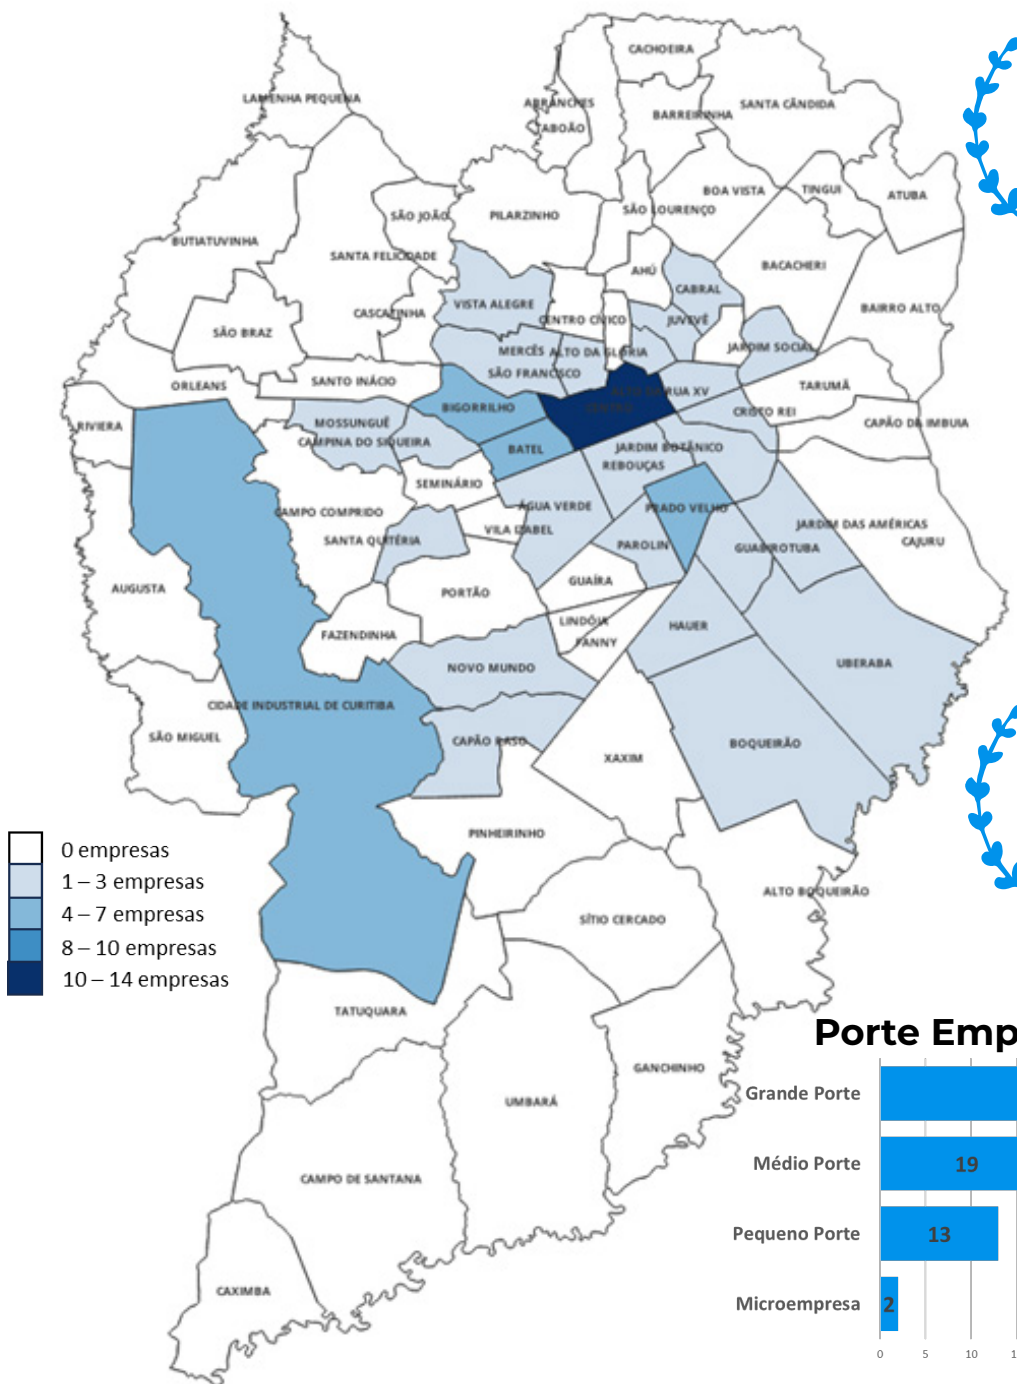 CACHOEIRA
LAMENHA PEQUENA
ABRANCHES
SANTA CÂNDIDA
BARREIRINHA
TABOÃO
BOA VISTA
TINGUI
ATUBA
SÃO LOURENÇO
SÃO JOÃO
PILARZINHO
BUTIATUVINHA
SANTA FELICIDADE
AHÚ
BACACHERI
CABRAL
VISTA ALEGRE
BAIRRO ALTO
CASCATINHA
CENTRO CÍVICO
JUVEVÊ
SÃO BRAZ
JARDIM SOCIAL
MERCÊS
ALTO DA GLÓRIA
SÃO FRANCISCO
SANTO INÁCIO
ORLEANS
TARUMÃ
ALTO DA RUA XV
BIGORRILHO
CENTRO
CRISTO REI
MOSSUNGUÊ
CAPÃO DA IMBUIA
RIVIERA
CAMPINA DO SIQUEIRA
BATEL
JARDIM BOTÂNICO
REBOUÇAS
SEMINÁRIO
ÁGUA VERDE
PRADO VELHO
CAMPO COMPRIDO
JARDIM DAS AMÉRICAS
VILA IZABEL
SANTA QUITÉRIA
CAJURU
PAROLIN
GUABIROTUBA
GUAÍRA
AUGUSTA
PORTÃO
LINDÓIA
HAUER
FAZENDINHA
FANNY
UBERABA
NOVO MUNDO
CIDADE INDUSTRIAL DE CURITIBA
SÃO MIGUEL
CAPÃO RASO
BOQUEIRÃO
XAXIM
PINHEIRINHO
ALTO BOQUEIRÃO
SÍTIO CERCADO
TATUQUARA
GANCHINHO
UMBARÁ
CAMPO DE SANTANA
CAXIMBA
0 empresas
1 – 3 empresas
4 – 7 empresas
8 – 10 empresas
10 – 14 empresas
Porte Emp
Grande Porte
Médio Porte 19
Pequeno Porte 13
Microempresa 2
0 5 10 1